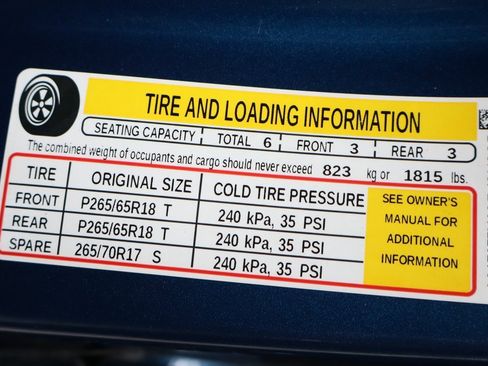 TIRE AND LOADING INFORMATION
SEATING CAPACITY TOTAL 6 FRONT 3 REAR 3
The combined weight of occupants and cargo should never exceed 823 kg or 1815 lbs.
TIRE ORIGINAL SIZE COLD TIRE PRESSURE
FRONT P265/65R18 T 240 kPa, 35 PSI
REAR P265/65R18 T 240 kPa, 35 PSI
SPARE 265/70R17 S 240 kPa, 35 PSI
SEE OWNER'S
MANUAL FOR
ADDITIONAL
INFORMATION